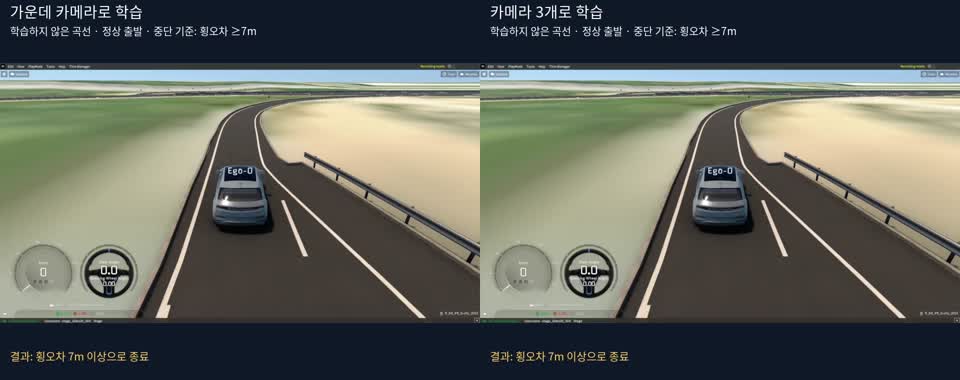 가운데 카메라로 학습
학습하지 않은 곡선 · 정상 출발 · 중단 기준: 횡오차 ≥7m
카메라 3개로 학습
학습하지 않은 곡선 · 정상 출발 · 중단 기준: 횡오차 ≥7m
Ego-0
0
0.0
0.00
Ego-0
0
0.0
0.00
결과: 횡오차 7m 이상으로 종료
결과: 횡오차 7m 이상으로 종료